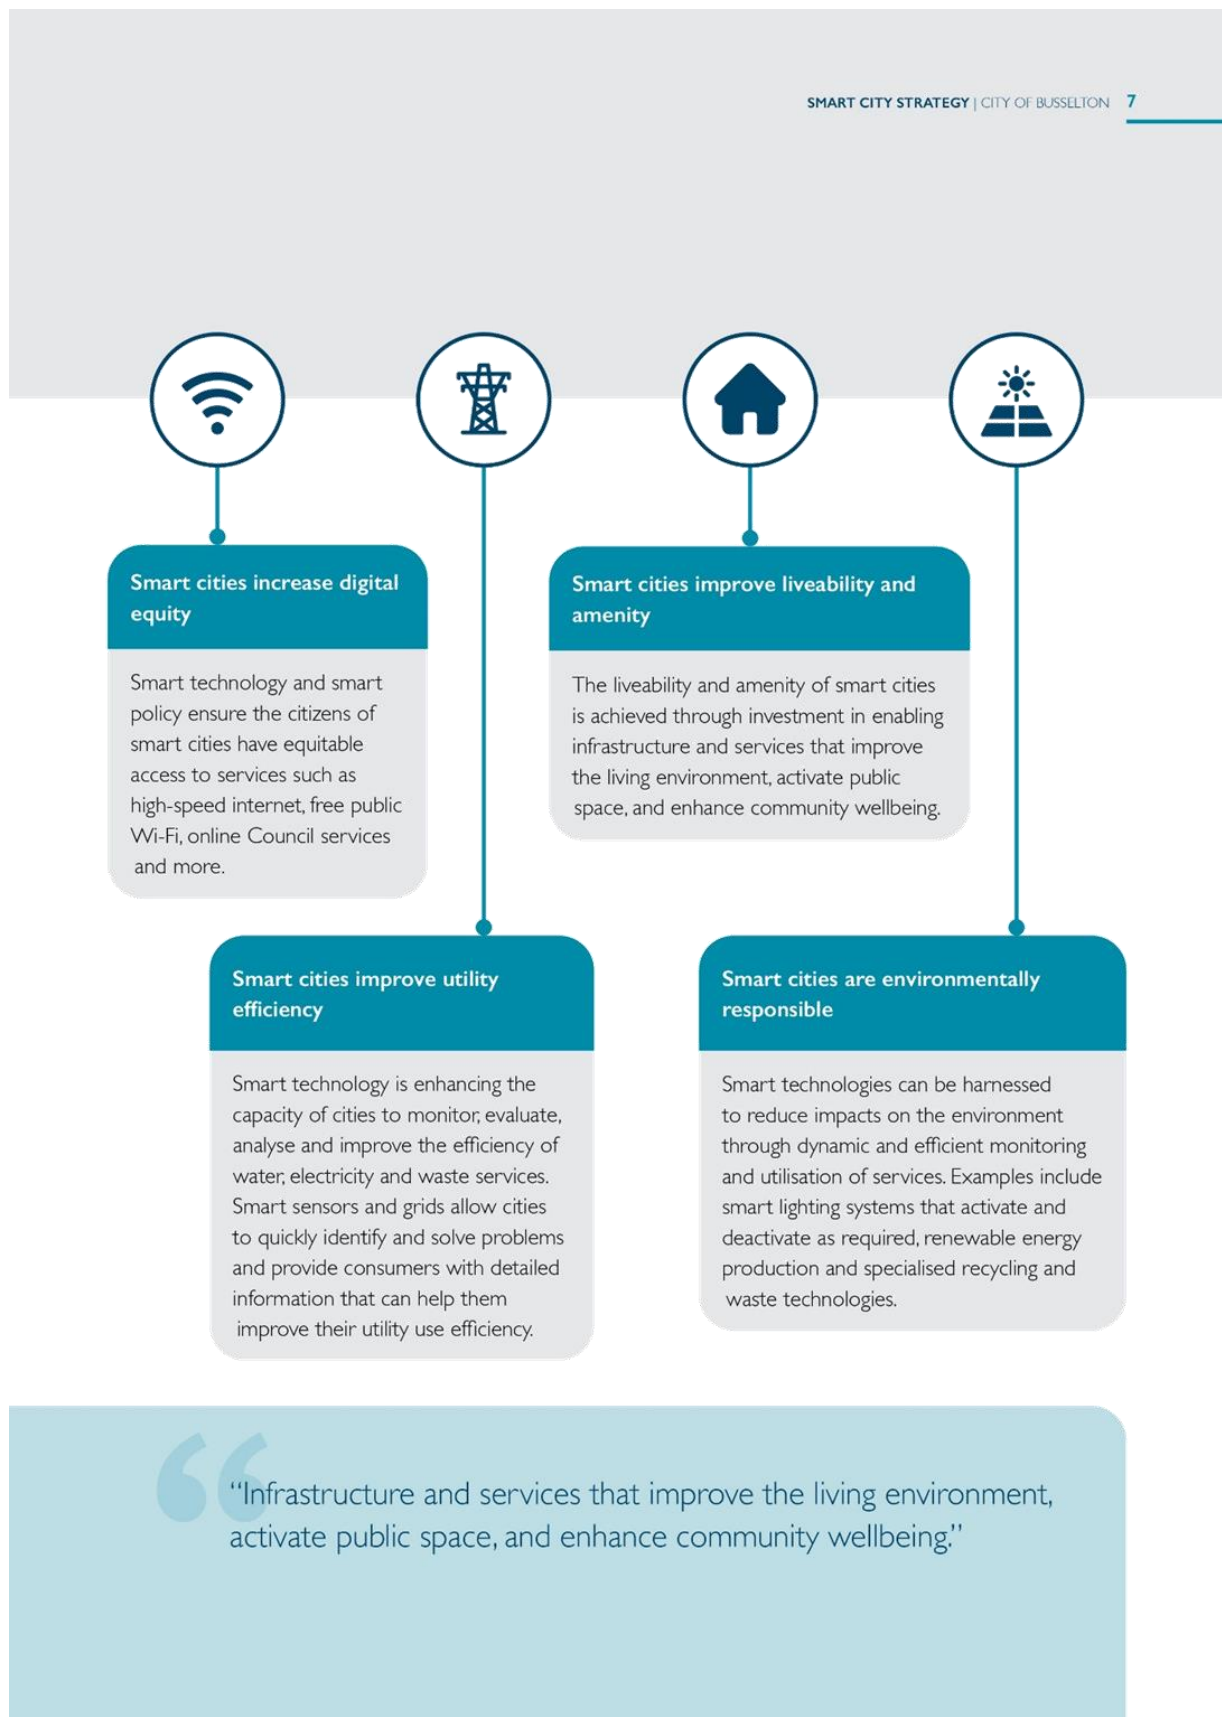 SMART CITY STRATEGY | CITY OF BUSSELTON 7
Smart cities increase digital
equity
Smart technology and smart
policy ensure the citizens of
smart cities have equitable
access to services such as
high-speed internet, free public
Wi-Fi, online Council services
and more.
Smart cities improve liveability and
amenity
The liveability and amenity of smart cities
is achieved through investment in enabling
infrastructure and services that improve
the living environment, activate public
space, and enhance community wellbeing.
Smart cities improve utility
efficiency
Smart technology is enhancing the
capacity of cities to monitor, evaluate,
analyse and improve the efficiency of
water, electricity and waste services.
Smart sensors and grids allow cities
to quickly identify and solve problems
and provide consumers with detailed
information that can help them
improve their utility use efficiency.
Smart cities are environmentally
responsible
Smart technologies can be harnessed
to reduce impacts on the environment
through dynamic and efficient monitoring
and utilisation of services. Examples include
smart lighting systems that activate and
deactivate as required, renewable energy
production and specialised recycling and
waste technologies.
“Infrastructure and services that improve the living environment,
activate public space, and enhance community wellbeing.”